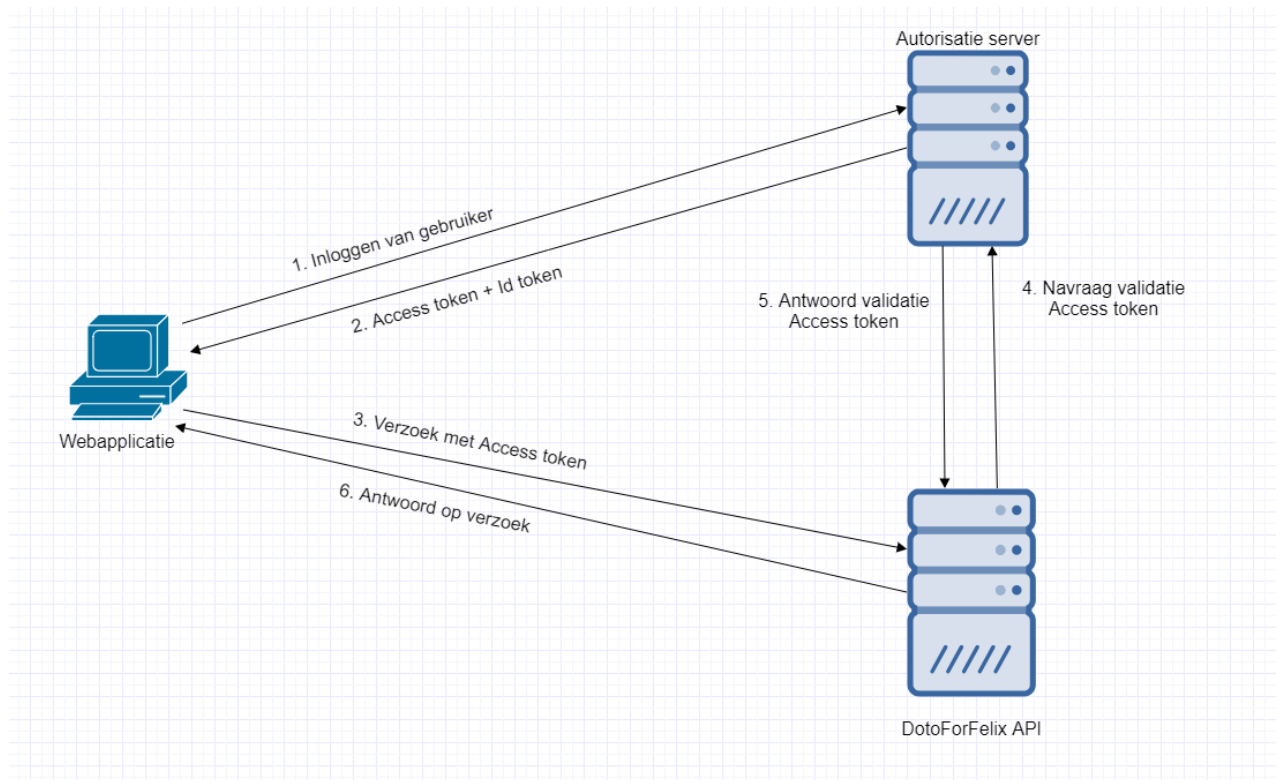 Autorisatie server
1. Inloggen van gebruiker
2. Access token + Id token
5. Antwoord validatie
Access token
4. Navraag validatie
Access token
Webapplicatie
3. Verzoek met Access token
6. Antwoord op verzoek
DotoForFelix API